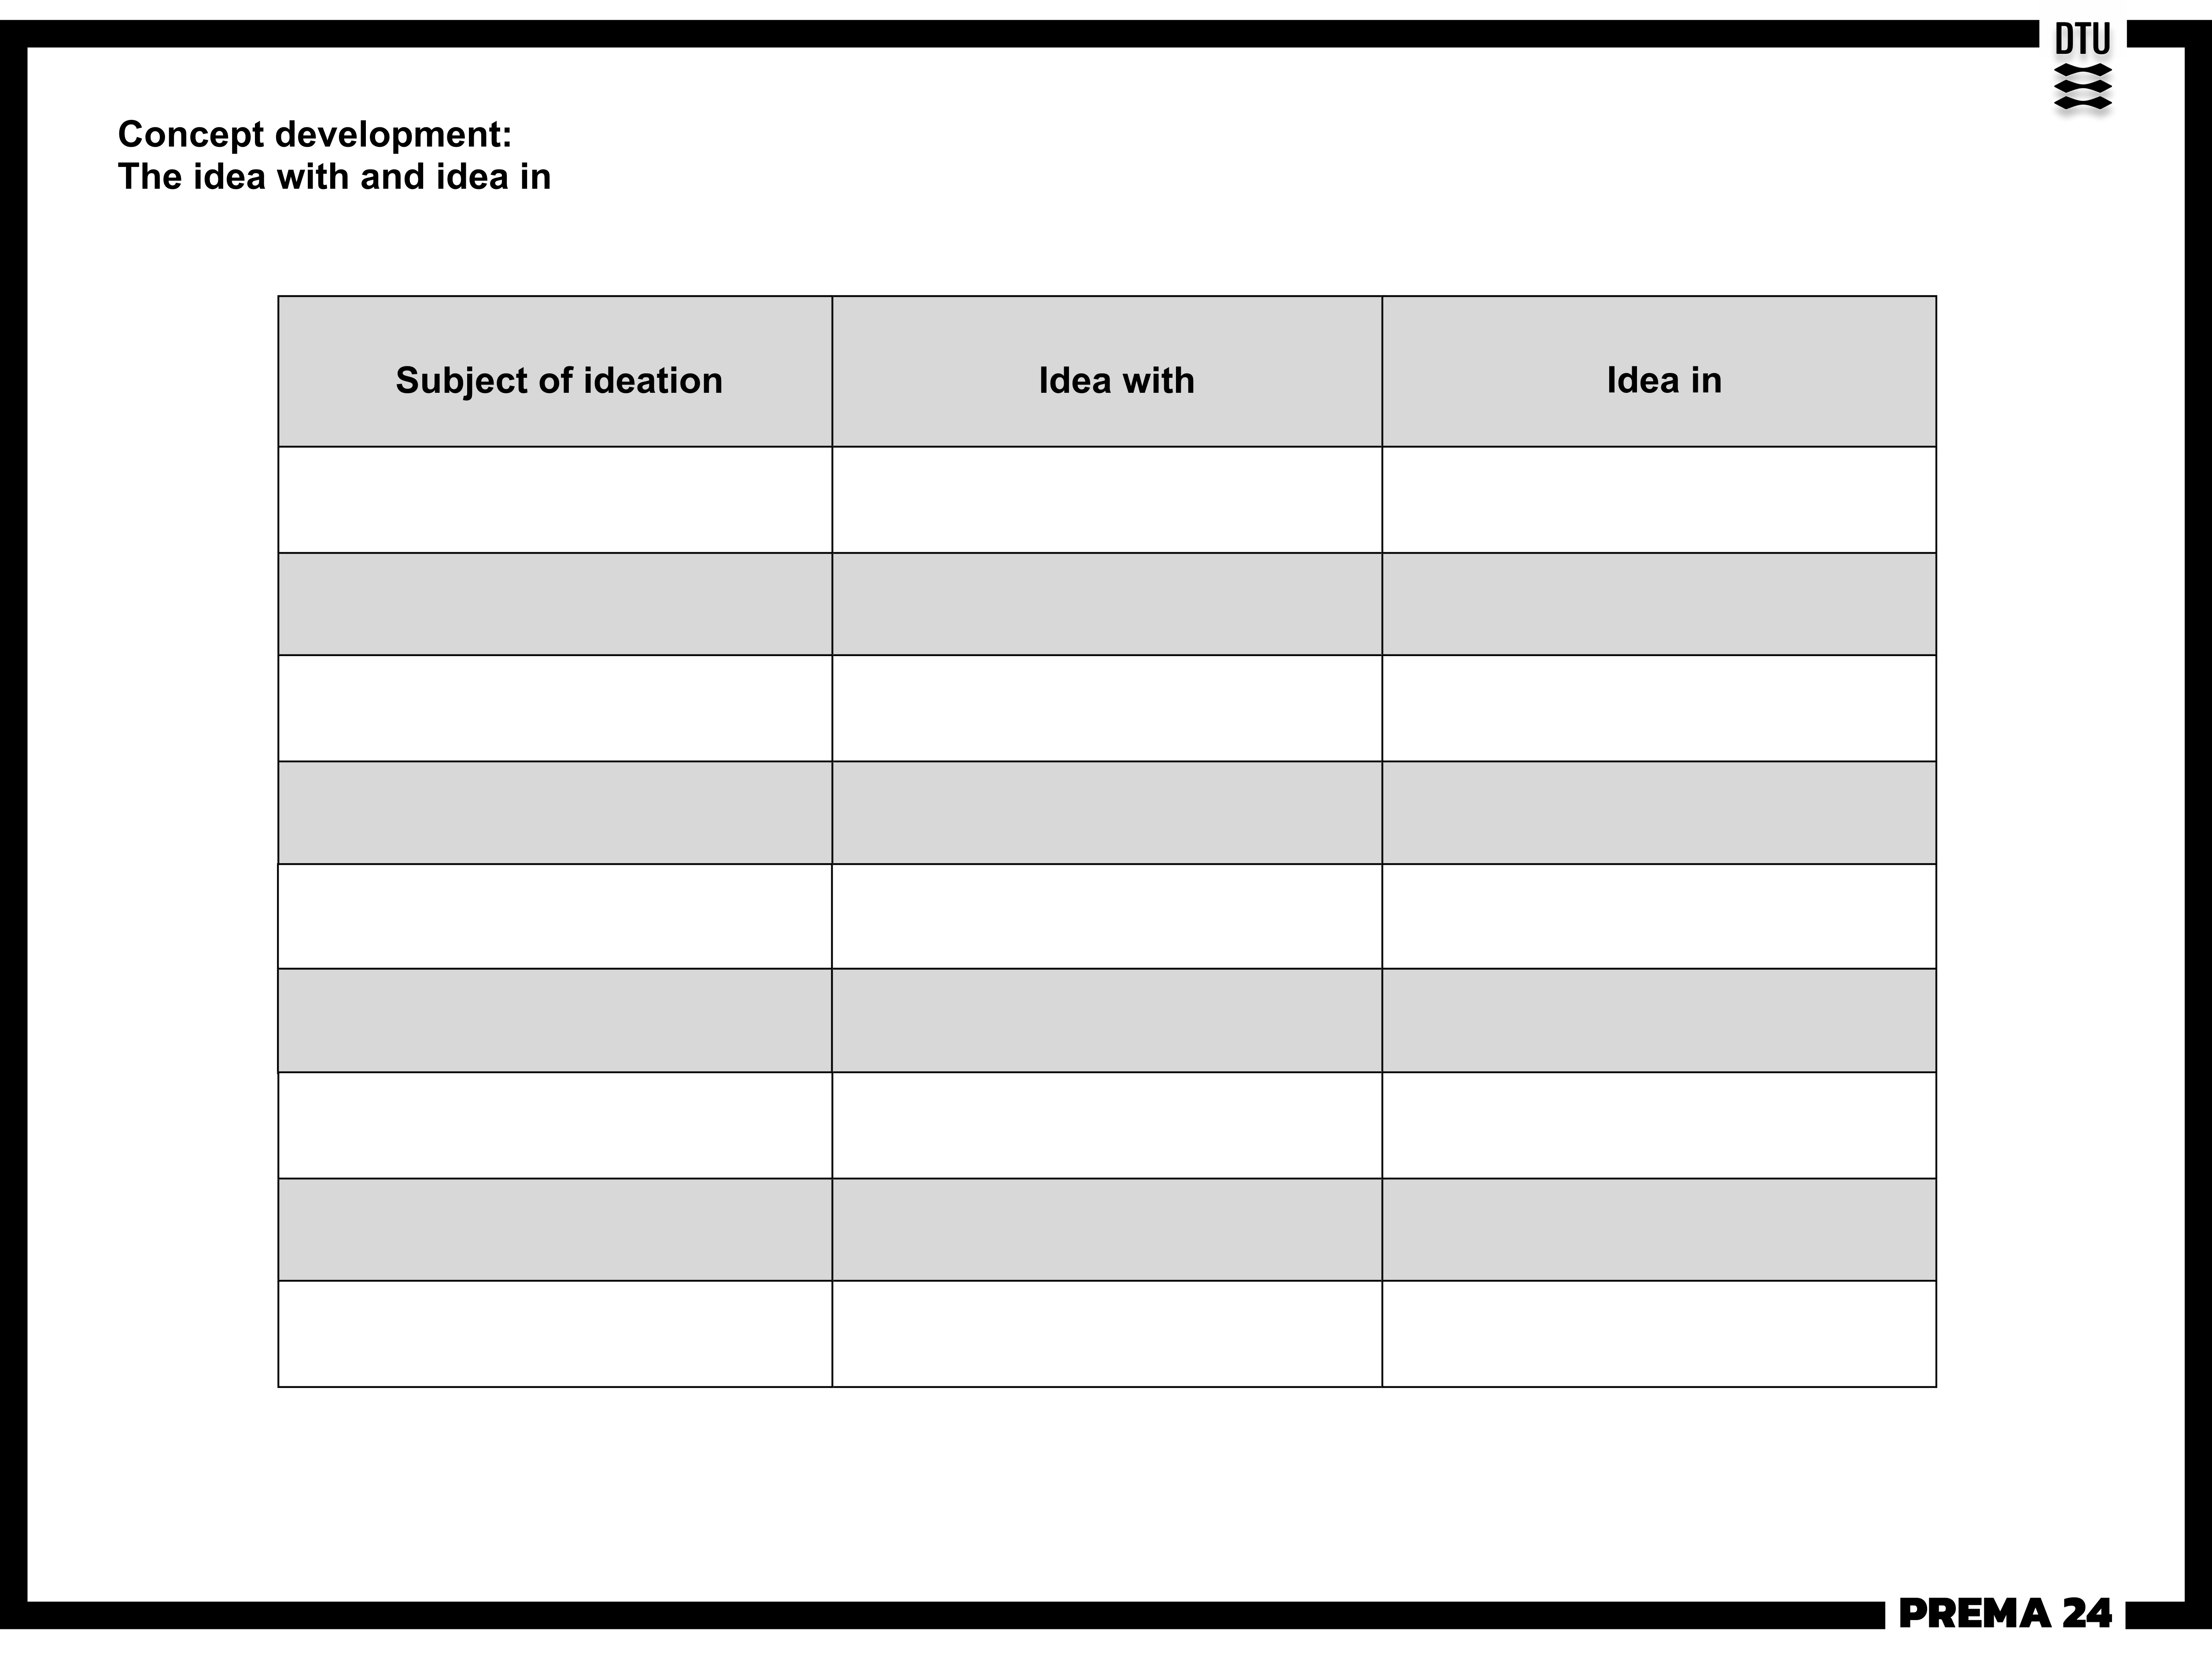 DTU
Concept development:
The idea with and idea in
Subject of ideation
Idea with
Idea in
PREMA 24